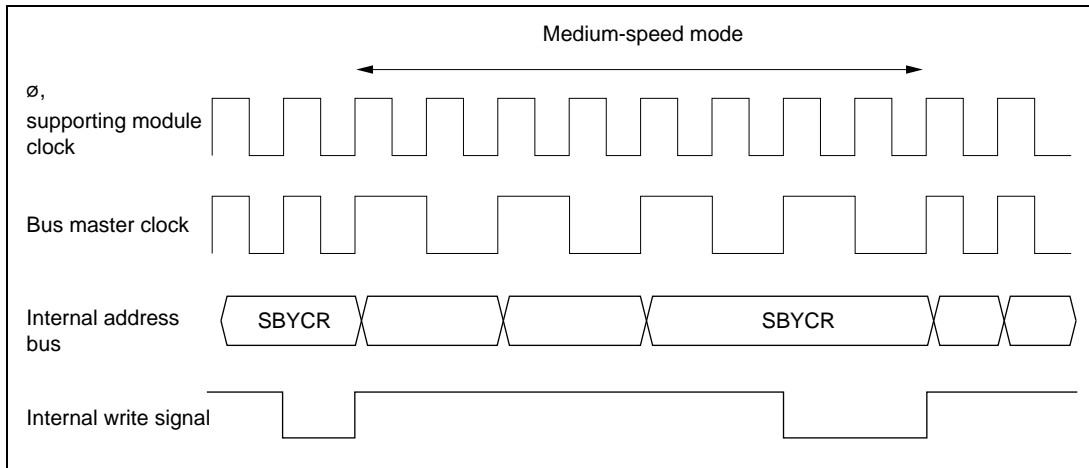 Medium-speed mode
ø,
supporting module
clock
Bus master clock
Internal address
bus
SBYCR
SBYCR
Internal write signal